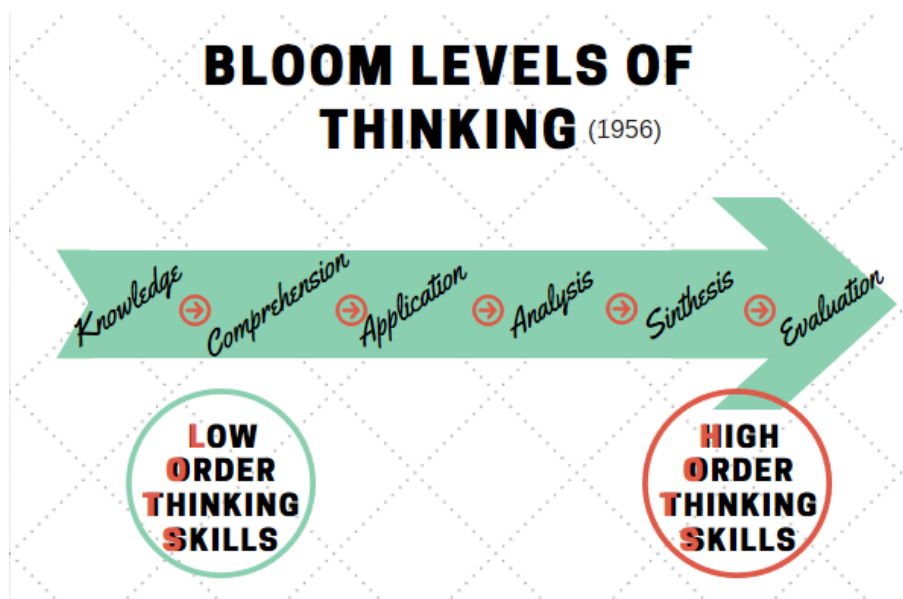 BLOOM LEVELS OF
THINKING (1956)
Knowledge
Comprehension
Application
Analysis
Sinthesis
Evaluation
LOW
ORDER
THINKING
SKILLS
HIGH
ORDER
THINKING
SKILLS